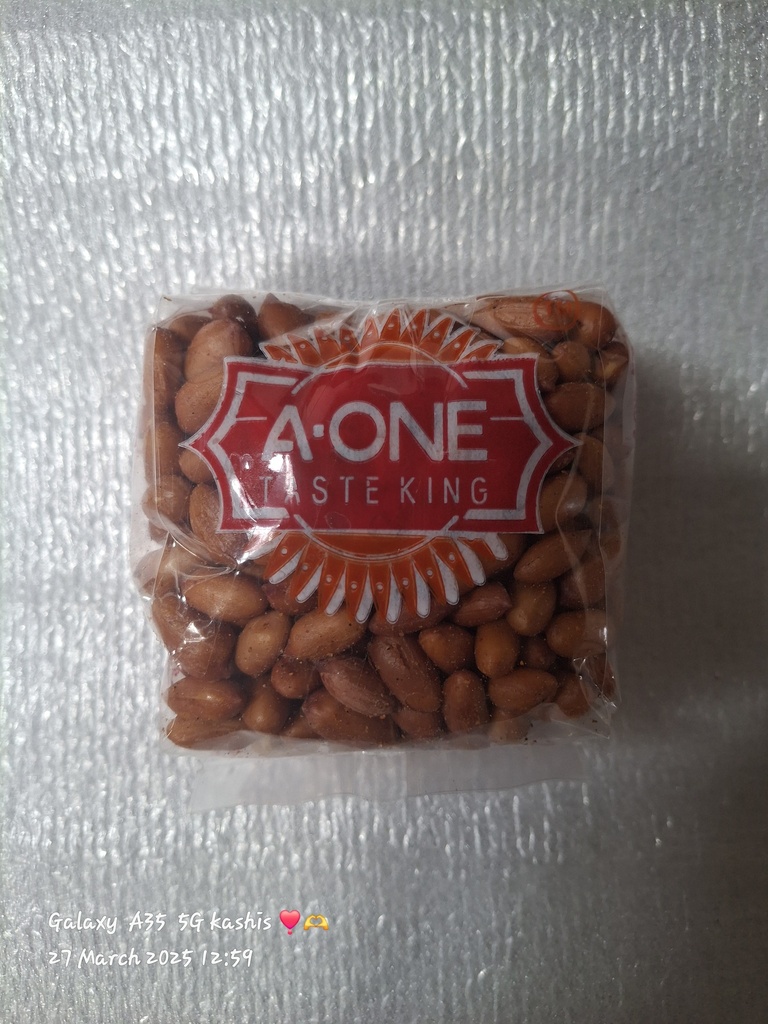 A·ONE
TASTE KING
Galaxy A35 5G kashis ❤️🫶
27 March 2025 12:59